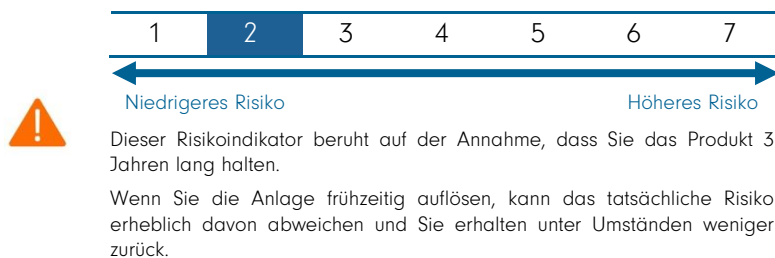 1 2 3 4 5 6 7
Niedrigeres Risiko Höheres Risiko
Dieser Risikoindikator beruht auf der Annahme, dass Sie das Produkt 3
Jahren lang halten.
Wenn Sie die Anlage frühzeitig auflösen, kann das tatsächliche Risiko
erheblich davon abweichen und Sie erhalten unter Umständen weniger
zurück.